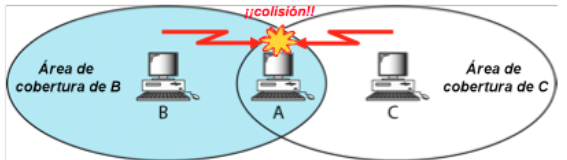 ¡¡colisión!!
Área de
cobertura de B
Área de
cobertura de C
B
A
C